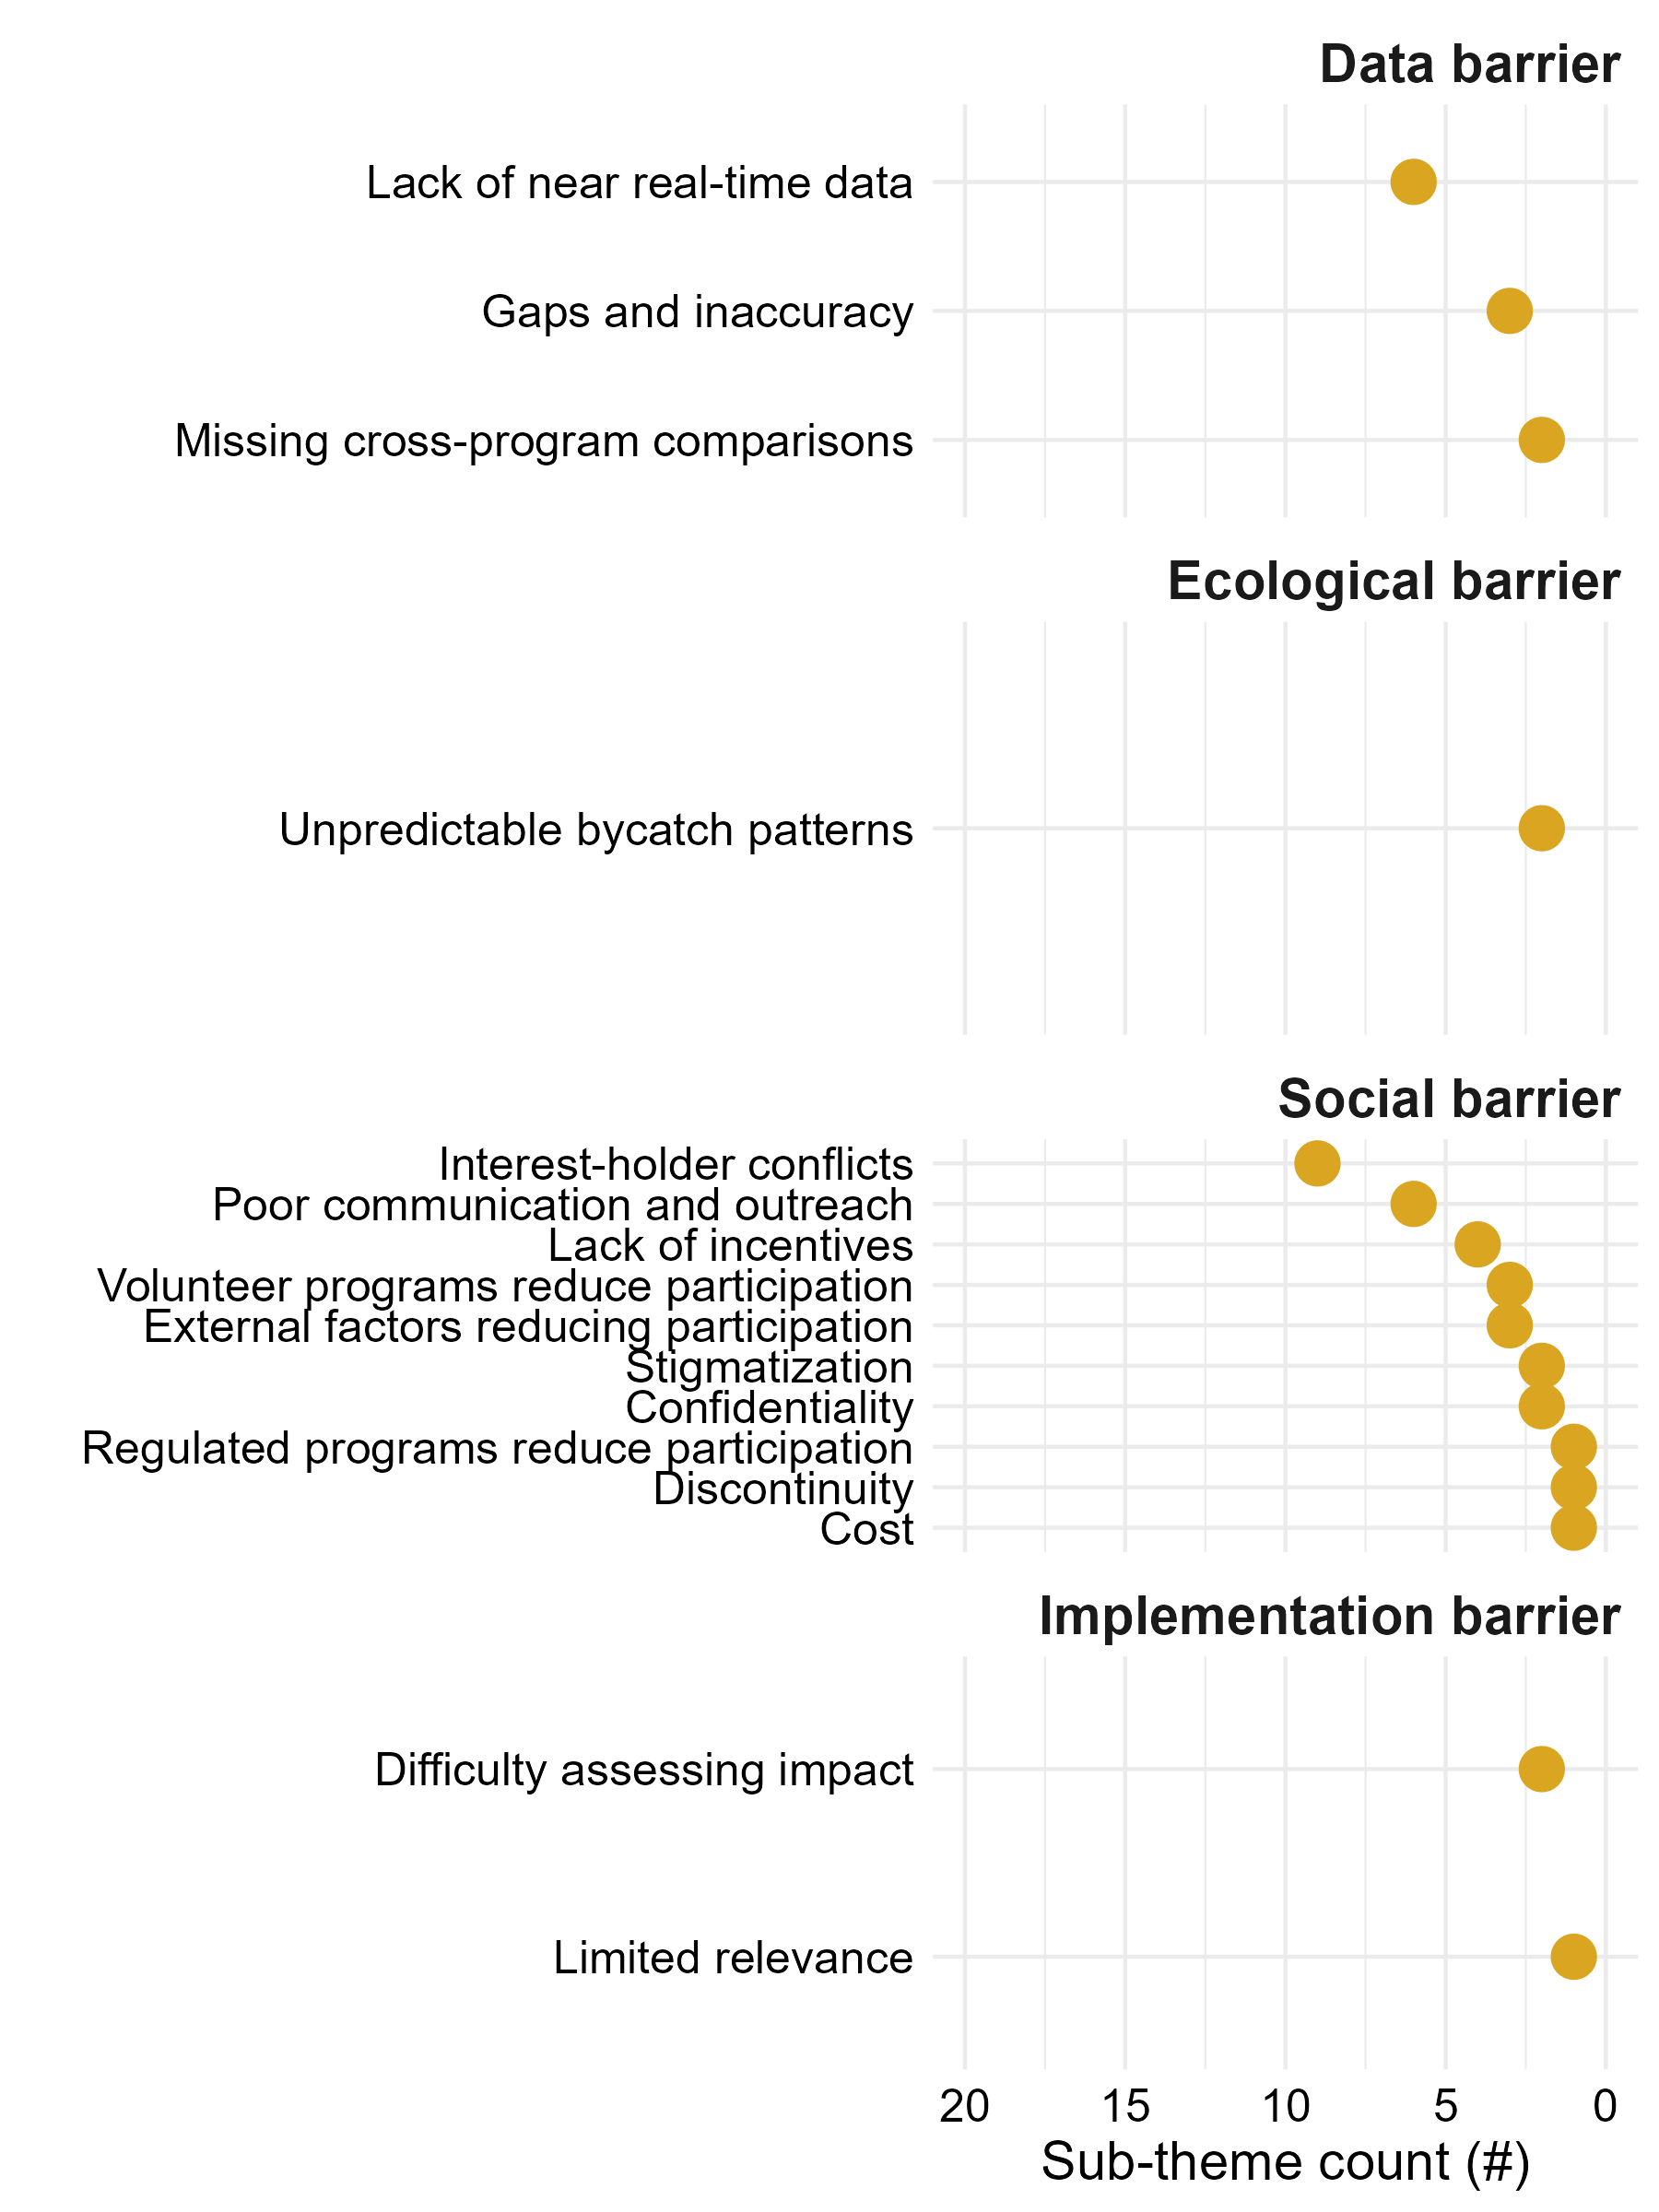 Data barrier
Lack of near real-time data
Gaps and inaccuracy
Missing cross-program comparisons
Ecological barrier
Unpredictable bycatch patterns
Social barrier
Interest-holder conflicts
Poor communication and outreach
Lack of incentives
Volunteer programs reduce participation
External factors reducing participation
Stigmatization
Confidentiality
Regulated programs reduce participation
Discontinuity
Cost
Implementation barrier
Difficulty assessing impact
Limited relevance
20 15 10 5 0
Sub-theme count (#)